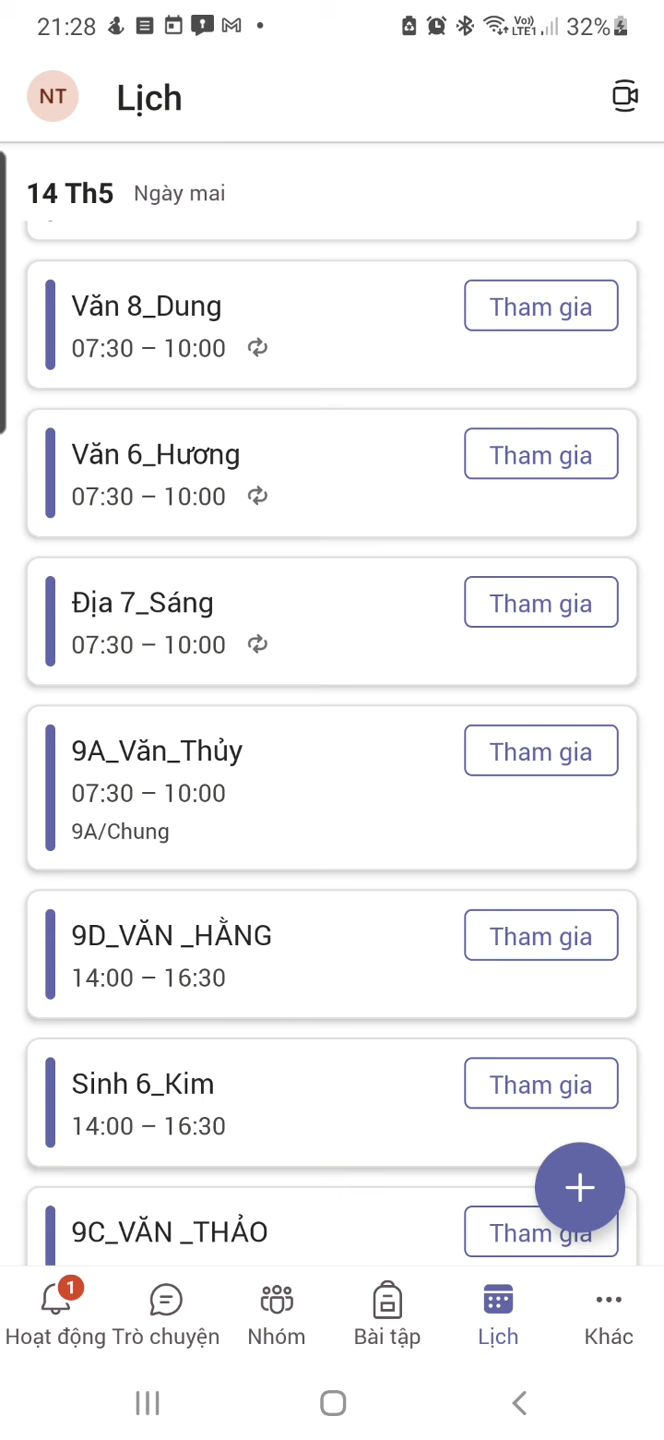 21:28
Vo))
LTE1
32%
NT
Lịch
14 Th5 Ngày mai
Văn 8_Dung
Tham gia
07:30 – 10:00
Văn 6_Hương
Tham gia
07:30 – 10:00
Địa 7_Sáng
Tham gia
07:30 – 10:00
9A_Văn_Thủy
Tham gia
07:30 – 10:00
9A/Chung
9D_VĂN _HẰNG
Tham gia
14:00 – 16:30
Sinh 6_Kim
Tham gia
14:00 – 16:30
9C_VĂN _THẢO
Tham gia
1
Hoạt động Trò chuyện Nhóm Bài tập Lịch Khác